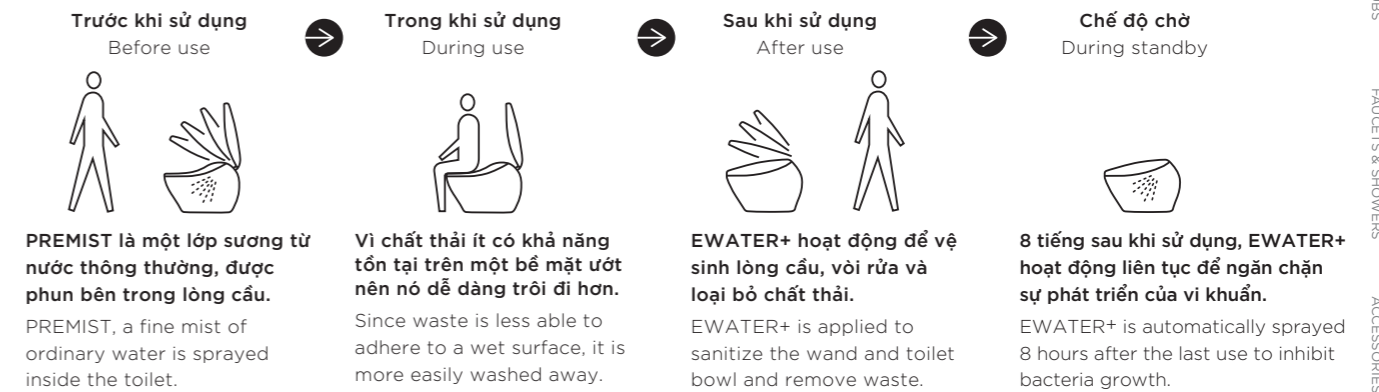 Trước khi sử dụng
Before use
Trong khi sử dụng
During use
Sau khi sử dụng
After use
Chế độ chờ
During standby
PREMIST là một lớp sương từ
nước thông thường, được
phun bên trong lòng cầu.
PREMIST, a fine mist of
ordinary water is sprayed
inside the toilet.
Vì chất thải ít có khả năng
tồn tại trên một bề mặt ướt
nên nó dễ dàng trôi đi hơn.
Since waste is less able to
adhere to a wet surface, it is
more easily washed away.
EWATER+ hoạt động để vệ
sinh lòng cầu, vòi rửa và
loại bỏ chất thải.
EWATER+ is applied to
sanitize the wand and toilet
bowl and remove waste.
8 tiếng sau khi sử dụng, EWATER+
hoạt động liên tục để ngăn chặn
sự phát triển của vi khuẩn.
EWATER+ is automatically sprayed
8 hours after the last use to inhibit
bacteria growth.
FAUCETS & SHOWERS
ACCESSORIES